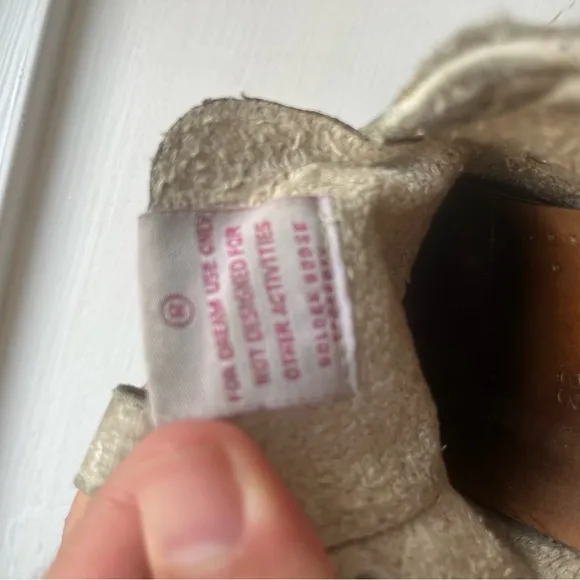 ®
FOR DREAM USE ONLY
NOT DESIGNED FOR
OTHER ACTIVITIES
GOLDEN GOOSE